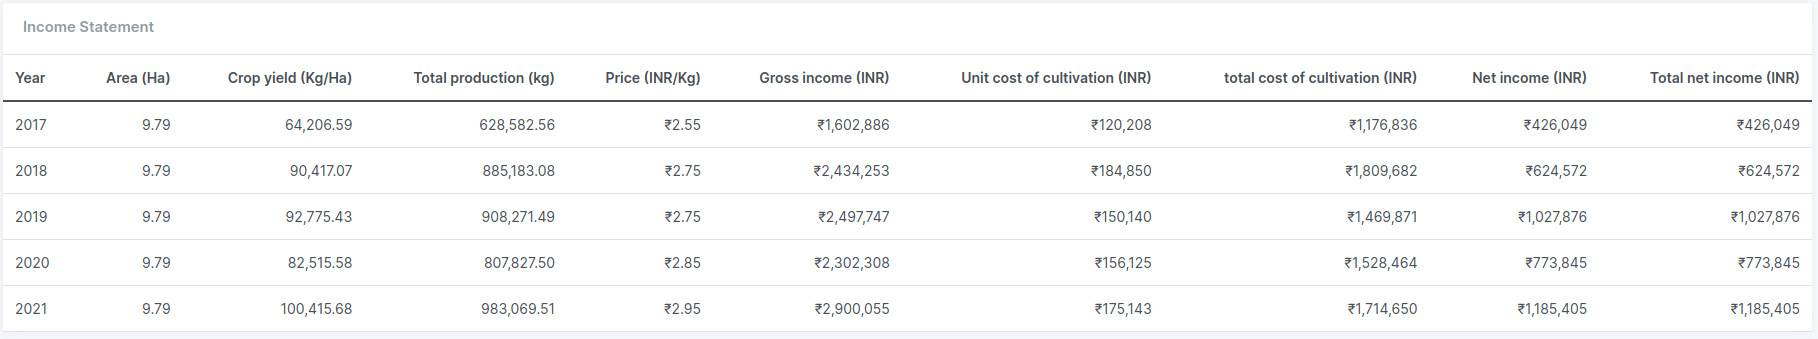 Income Statement
Year Area (Ha) Crop yield (Kg/Ha) Total production (kg) Price (INR/Kg) Gross income (INR) Unit cost of cultivation (INR) total cost of cultivation (INR) Net income (INR) Total net income (INR)
2017 9.79 64,206.59 628,582.56 ₹2.55 ₹1,602,886 ₹120,208 ₹1,176,836 ₹426,049 ₹426,049
2018 9.79 90,417.07 885,183.08 ₹2.75 ₹2,434,253 ₹184,850 ₹1,809,682 ₹624,572 ₹624,572
2019 9.79 92,775.43 908,271.49 ₹2.75 ₹2,497,747 ₹150,140 ₹1,469,871 ₹1,027,876 ₹1,027,876
2020 9.79 82,515.58 807,827.50 ₹2.85 ₹2,302,308 ₹156,125 ₹1,528,464 ₹773,845 ₹773,845
2021 9.79 100,415.68 983,069.51 ₹2.95 ₹2,900,055 ₹175,143 ₹1,714,650 ₹1,185,405 ₹1,185,405